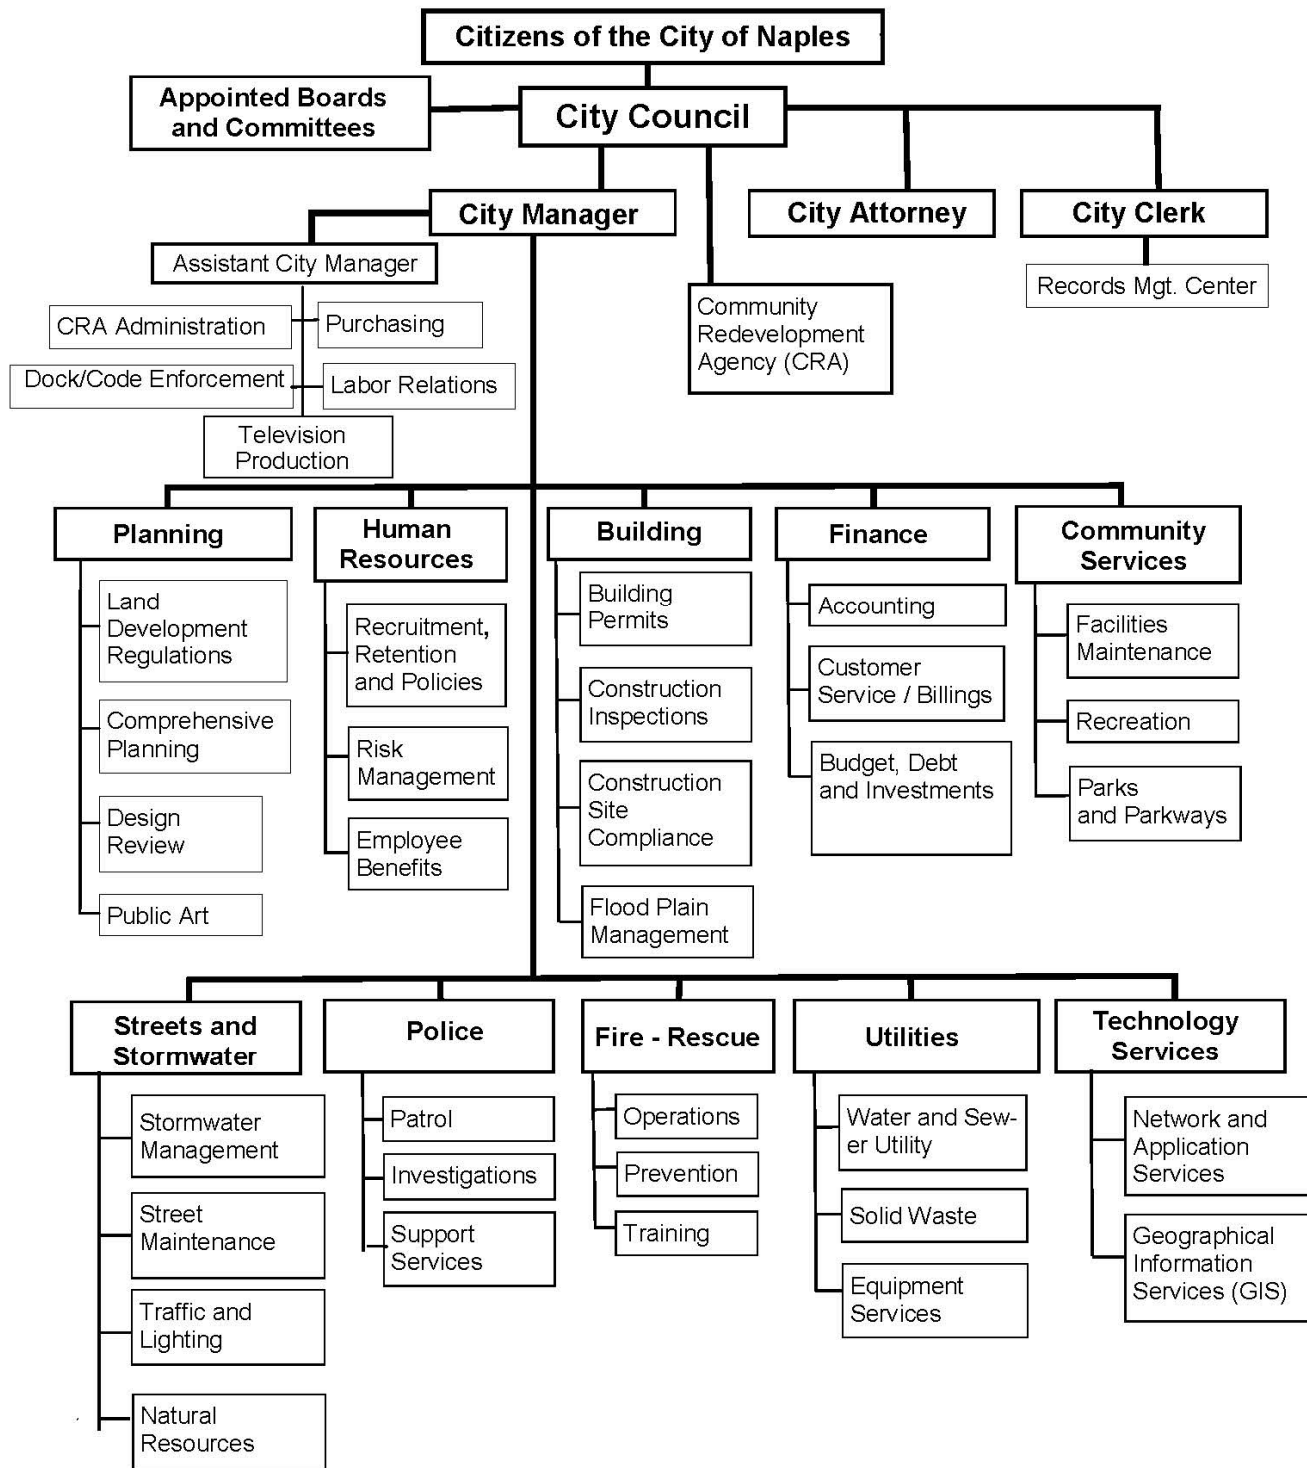 Citizens of the City of Naples
Appointed Boards
and Committees
City Council
City Manager
City Attorney
City Clerk
Assistant City Manager
Records Mgt. Center
CRA Administration
Purchasing
Dock/Code Enforcement
Labor Relations
Television
Production
Community
Redevelopment
Agency (CRA)
Planning
Land
Development
Regulations
Comprehensive
Planning
Design
Review
Public Art
Human
Resources
Recruitment,
Retention
and Policies
Risk
Management
Employee
Benefits
Building
Building
Permits
Construction
Inspections
Construction
Site
Compliance
Flood Plain
Management
Finance
Accounting
Customer
Service / Billings
Budget, Debt
and Investments
Community
Services
Facilities
Maintenance
Recreation
Parks
and Parkways
Streets and
Stormwater
Stormwater
Management
Street
Maintenance
Traffic and
Lighting
Natural
Resources
Police
Patrol
Investigations
Support
Services
Fire - Rescue
Operations
Prevention
Training
Utilities
Water and Sew-
er Utility
Solid Waste
Equipment
Services
Technology
Services
Network and
Application
Services
Geographical
Information
Services (GIS)